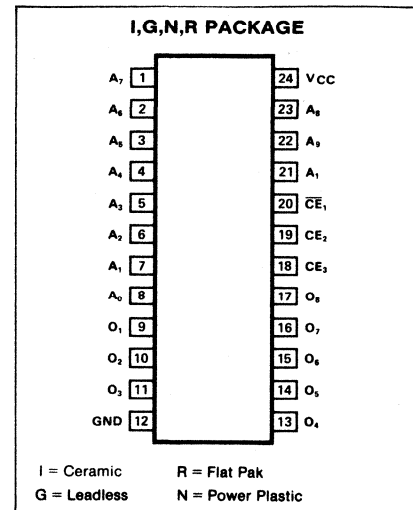 I,G,N,R PACKAGE
A₇ 1 24 VCC
A₆ 2 23 A₈
A₅ 3 22 A₉
A₄ 4 21 A₁
A₃ 5 20 C̅E̅₁
A₂ 6 19 CE₂
A₁ 7 18 CE₃
A₀ 8 17 O₈
O₁ 9 16 O₇
O₂ 10 15 O₆
O₃ 11 14 O₅
GND 12 13 O₄
I = Ceramic R = Flat Pak
G = Leadless N = Power Plastic